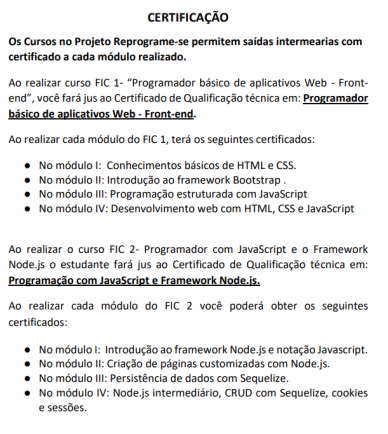 CERTIFICAÇÃO
Os Cursos no Projeto Reprograme-se permitem saídas intermearias com
certificado a cada módulo realizado.
Ao realizar curso FIC 1- “Programador básico de aplicativos Web - Front-
end”, você fará jus ao Certificado de Qualificação técnica em: Programador
básico de aplicativos Web - Front-end.
Ao realizar cada módulo do FIC 1, terá os seguintes certificados:
● No módulo I: Conhecimentos básicos de HTML e CSS.
● No módulo II: Introdução ao framework Bootstrap .
● No módulo III: Programação estruturada com JavaScript
● No módulo IV: Desenvolvimento web com HTML, CSS e JavaScript
Ao realizar o curso FIC 2- Programador com JavaScript e o Framework
Node.js o estudante fará jus ao Certificado de Qualificação técnica em:
Programação com JavaScript e Framework Node.js.
Ao realizar cada módulo do FIC 2 você poderá obter os seguintes
certificados:
● No módulo I: Introdução ao framework Node.js e notação Javascript.
● No módulo II: Criação de páginas customizadas com Node.js.
● No módulo III: Persistência de dados com Sequelize.
● No módulo IV: Node.js intermediário, CRUD com Sequelize, cookies
e sessões.